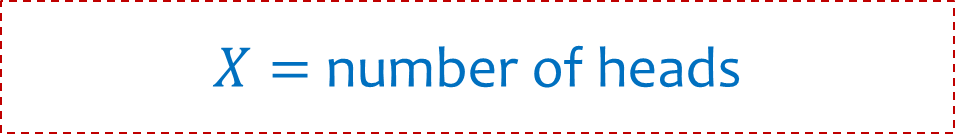 X = number of heads